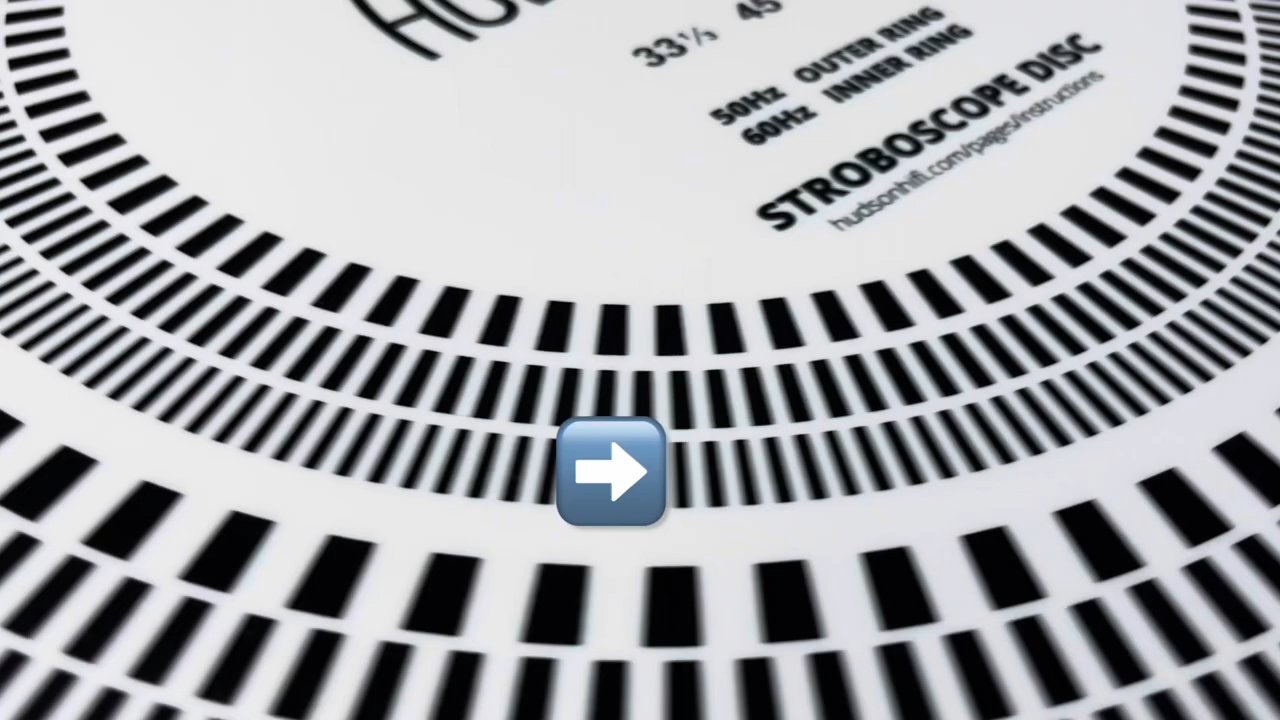 33⅓ 45
50Hz OUTER RING
60Hz INNER RING
STROBOSCOPE DISC
hudsonhifi.com/pages/instructions